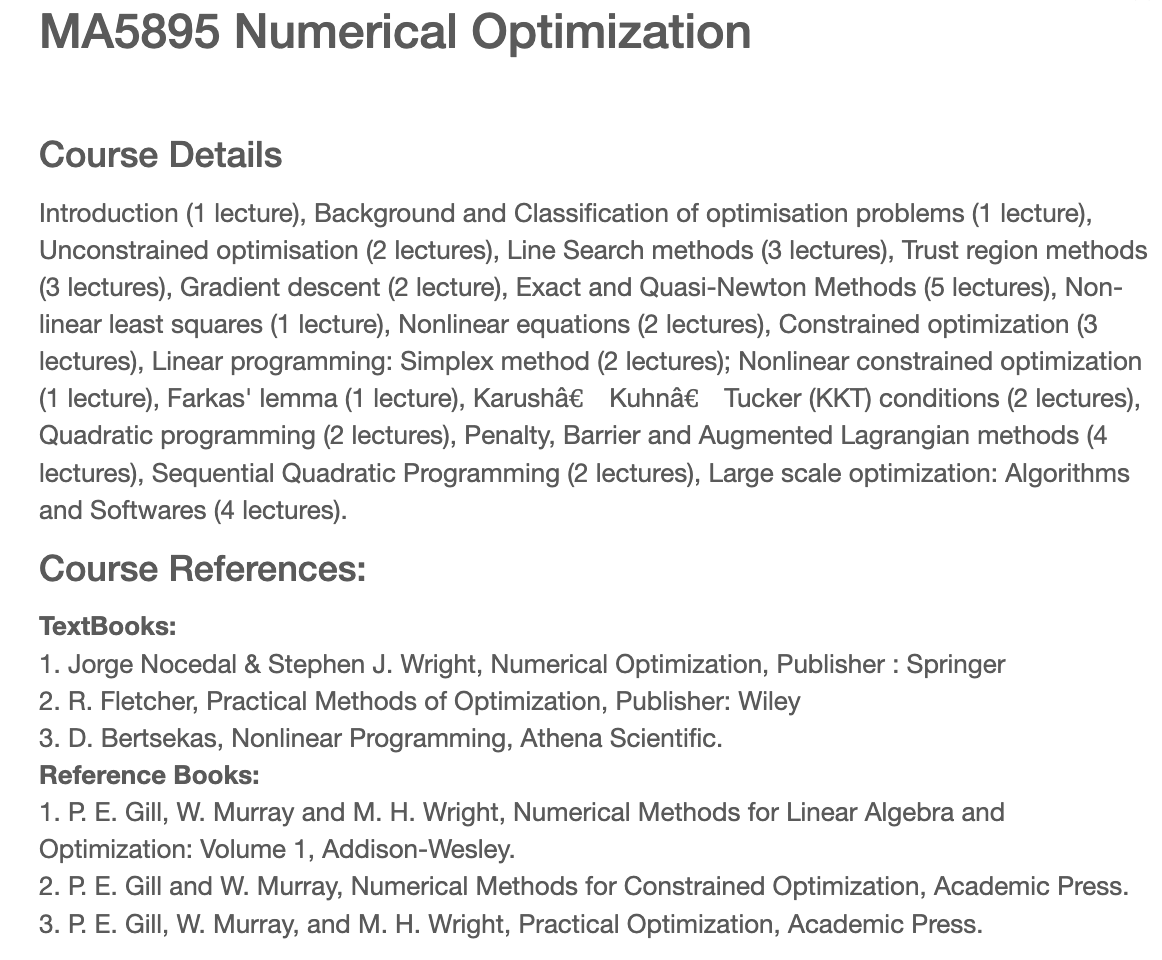 MA5895 Numerical Optimization
Course Details
Introduction (1 lecture), Background and Classification of optimisation problems (1 lecture),
Unconstrained optimisation (2 lectures), Line Search methods (3 lectures), Trust region methods
(3 lectures), Gradient descent (2 lecture), Exact and Quasi-Newton Methods (5 lectures), Non-
linear least squares (1 lecture), Nonlinear equations (2 lectures), Constrained optimization (3
lectures), Linear programming: Simplex method (2 lectures); Nonlinear constrained optimization
(1 lecture), Farkas' lemma (1 lecture), Karushâ€ Kuhnâ€ Tucker (KKT) conditions (2 lectures),
Quadratic programming (2 lectures), Penalty, Barrier and Augmented Lagrangian methods (4
lectures), Sequential Quadratic Programming (2 lectures), Large scale optimization: Algorithms
and Softwares (4 lectures).
Course References:
TextBooks:
1. Jorge Nocedal & Stephen J. Wright, Numerical Optimization, Publisher : Springer
2. R. Fletcher, Practical Methods of Optimization, Publisher: Wiley
3. D. Bertsekas, Nonlinear Programming, Athena Scientific.
Reference Books:
1. P. E. Gill, W. Murray and M. H. Wright, Numerical Methods for Linear Algebra and
Optimization: Volume 1, Addison-Wesley.
2. P. E. Gill and W. Murray, Numerical Methods for Constrained Optimization, Academic Press.
3. P. E. Gill, W. Murray, and M. H. Wright, Practical Optimization, Academic Press.